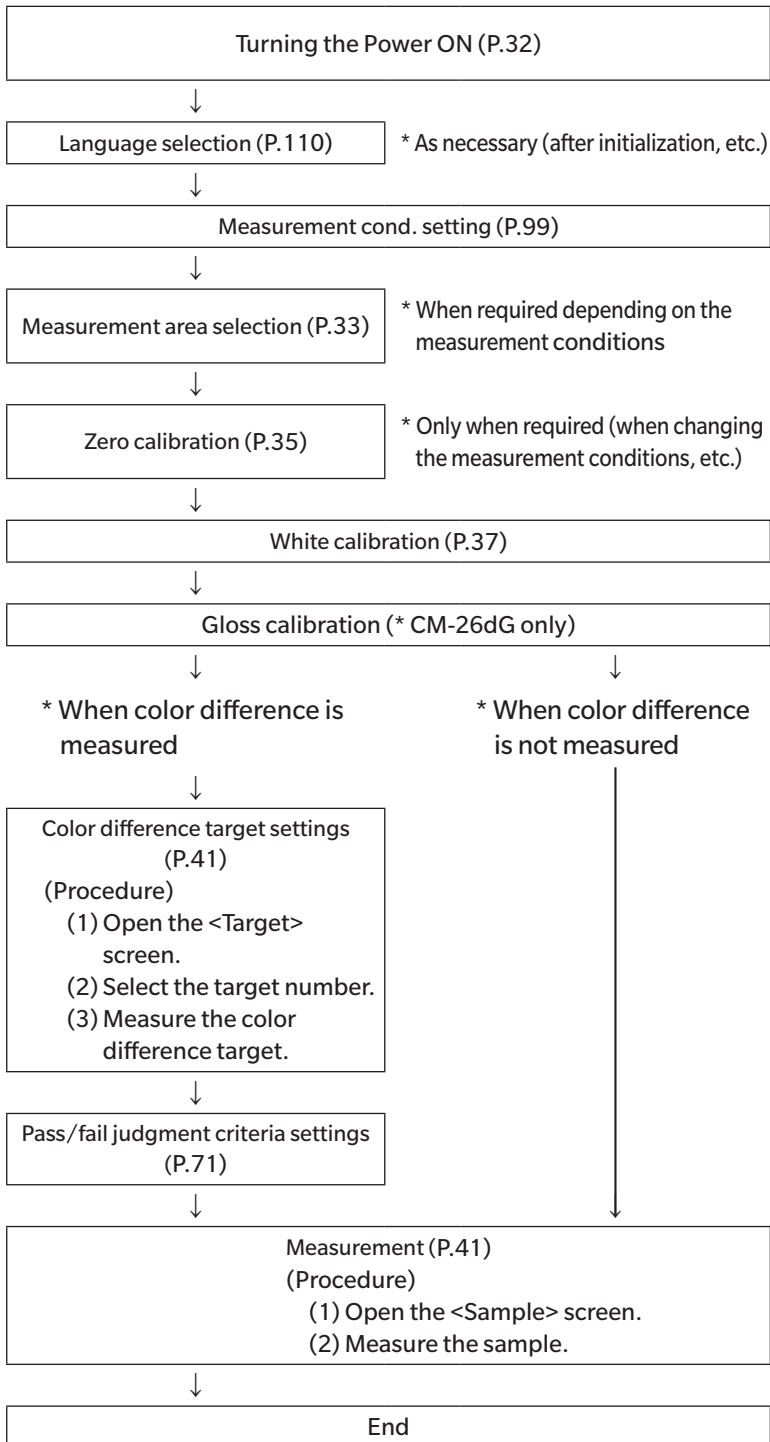 Turning the Power ON (P.32)
↓
Language selection (P.110)
* As necessary (after initialization, etc.)
↓
Measurement cond. setting (P.99)
↓
Measurement area selection (P.33)
* When required depending on the
measurement conditions
↓
Zero calibration (P.35)
* Only when required (when changing
the measurement conditions, etc.)
↓
White calibration (P.37)
↓
Gloss calibration (* CM-26dG only)
↓
* When color difference is
measured
↓
Color difference target settings
(P.41)
(Procedure)
(1) Open the <Target>
screen.
(2) Select the target number.
(3) Measure the color
difference target.
↓
Pass/fail judgment criteria settings
(P.71)
↓
↓
* When color difference
is not measured
Measurement (P.41)
(Procedure)
(1) Open the <Sample> screen.
(2) Measure the sample.
↓
End